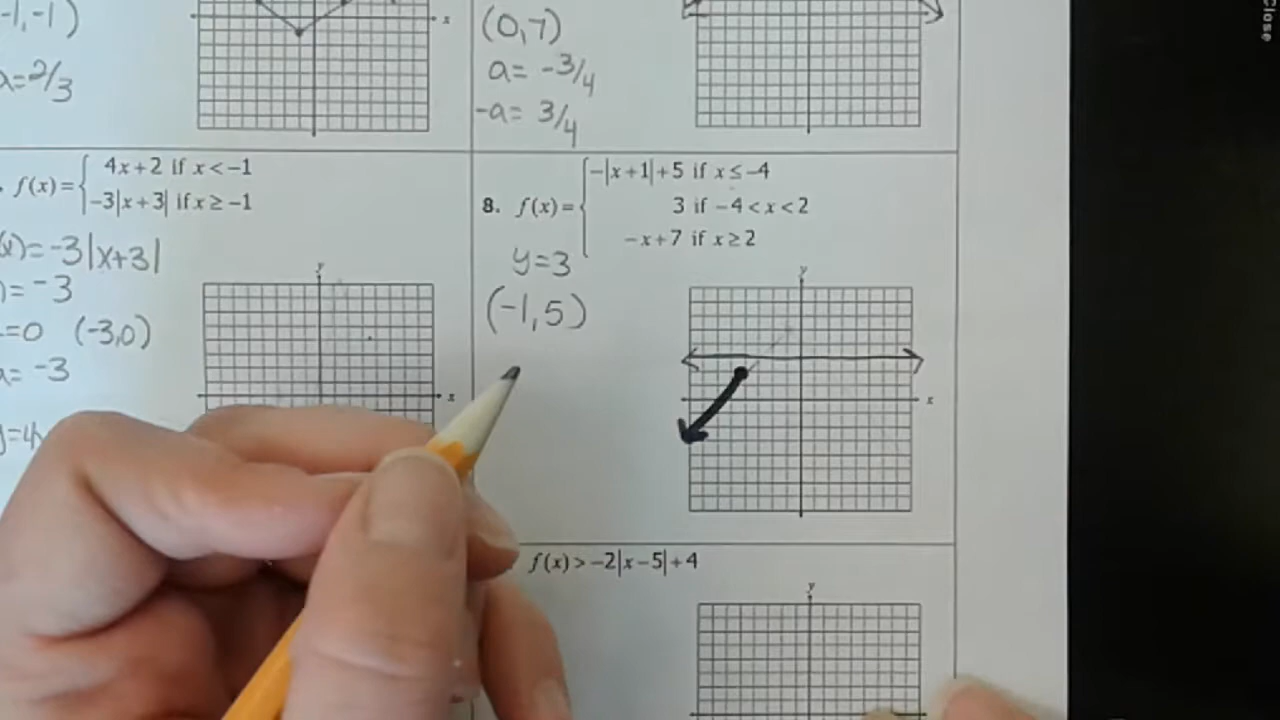 -1,-1)
a=2/3
x
(0,7)
a= -3/4
-a= 3/4
f(x)= { 4x+2 if x<-1
-3|x+3| if x≥-1
(x)=-3|x+3|
=-3
=0 (-3,0)
= -3
y
x
8. f(x)= { -|x+1|+5 if x≤-4
3 if -4<x<2
-x+7 if x≥2
y=3
(-1,5)
y
x
f(x)>-2|x-5|+4
y
Close